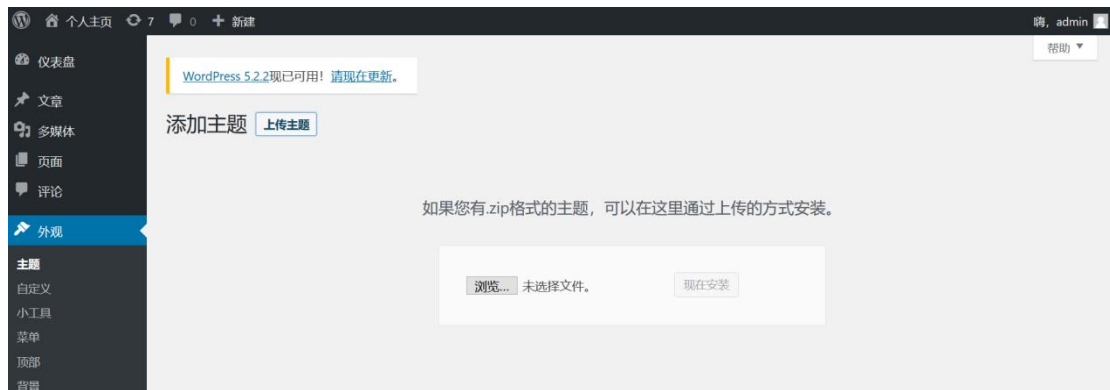 个人主页 7 0 新建 嗨，admin
帮助
仪表盘
WordPress 5.2.2现已可用！请现在更新。
文章
添加主题 上传主题
多媒体
页面
评论
如果您有.zip格式的主题，可以在这里通过上传的方式安装。
外观
主题
浏览... 未选择文件。 现在安装
自定义
小工具
菜单
顶部
背景